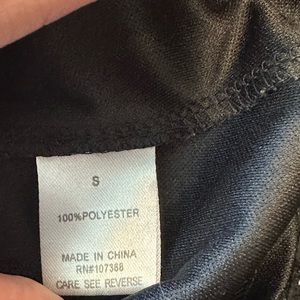 S
100%POLYESTER
MADE IN CHINA
RN#107388
CARE SEE REVERSE